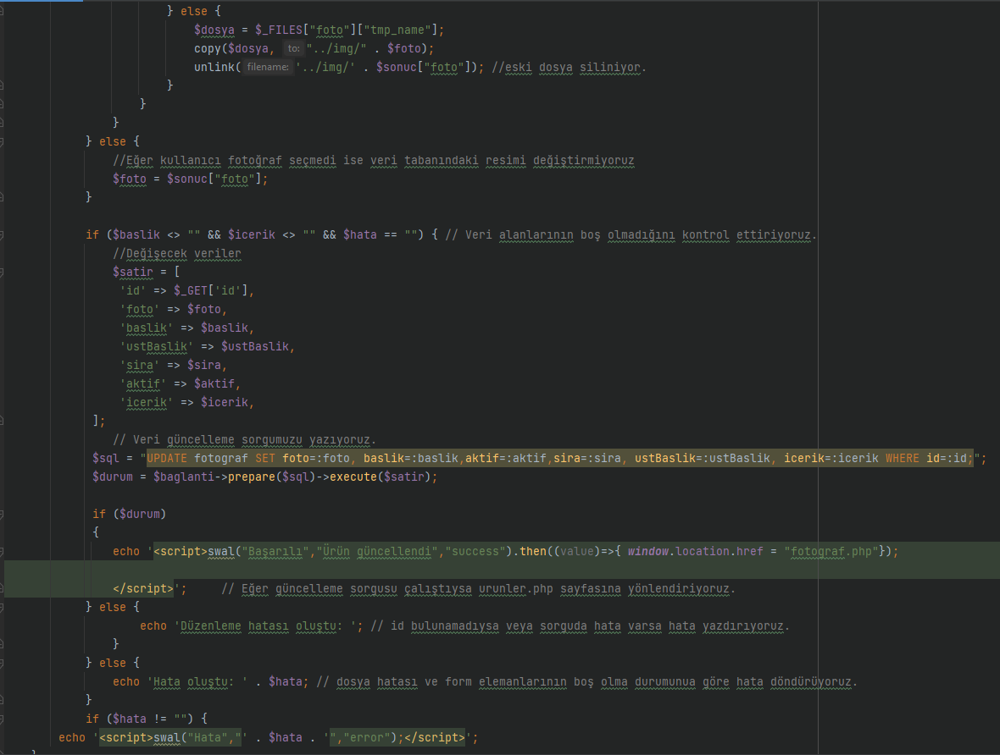 } else {
$dosya = $_FILES["foto"]["tmp_name"];
copy($dosya, to: "../img/" . $foto);
unlink( filename: '../img/' . $sonuc["foto"]); //eski dosya siliniyor.
}
}
}
} else {
//Eğer kullanıcı fotoğraf seçmedi ise veri tabanındaki resimi değiştirmiyoruz
$foto = $sonuc["foto"];
}
if ($baslik <> "" && $icerik <> "" && $hata == "") { // Veri alanlarının boş olmadığını kontrol ettiriyoruz.
//Değişecek veriler
$satir = [
'id' => $_GET['id'],
'foto' => $foto,
'baslik' => $baslik,
'ustBaslik' => $ustBaslik,
'sira' => $sira,
'aktif' => $aktif,
'icerik' => $icerik,
];
// Veri güncelleme sorgumuzu yazıyoruz.
$sql = "UPDATE fotograf SET foto=:foto, baslik=:baslik,aktif=:aktif,sira=:sira, ustBaslik=:ustBaslik, icerik=:icerik WHERE id=:id;";
$durum = $baglanti->prepare($sql)->execute($satir);
if ($durum)
{
echo '<script>swal("Başarılı","Ürün güncellendi","success").then((value)=>{ window.location.href = "fotograf.php"});
</script>'; // Eğer güncelleme sorgusu çalıştıysa urunler.php sayfasına yönlendiriyoruz.
} else {
echo 'Düzenleme hatası oluştu: '; // id bulunamadıysa veya sorguda hata varsa hata yazdırıyoruz.
}
} else {
echo 'Hata oluştu: ' . $hata; // dosya hatası ve form elemanlarının boş olma durumunua göre hata döndürüyoruz.
}
if ($hata != "") {
echo '<script>swal("Hata","' . $hata . '","error");</script>';
}